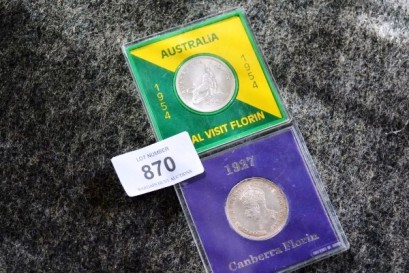 AUSTRALIA
1954
1954
AL VISIT FLORIN
LOT NUMBER
870
1927
Canberra Florin